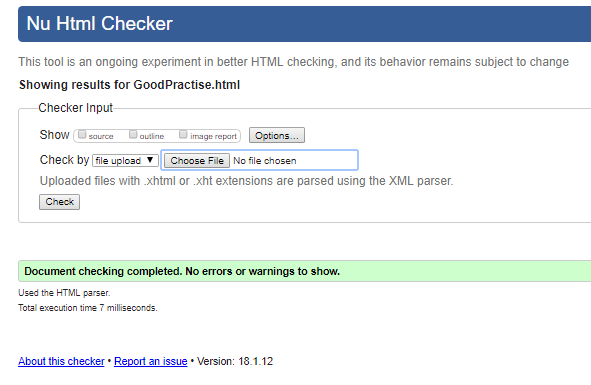 Nu Html Checker
This tool is an ongoing experiment in better HTML checking, and its behavior remains subject to change
Showing results for GoodPractise.html
Checker Input
Show source outline image report Options...
Check by file upload Choose File No file chosen
Uploaded files with .xhtml or .xht extensions are parsed using the XML parser.
Check
Document checking completed. No errors or warnings to show.
Used the HTML parser.
Total execution time 7 milliseconds.
About this checker • Report an issue • Version: 18.1.12